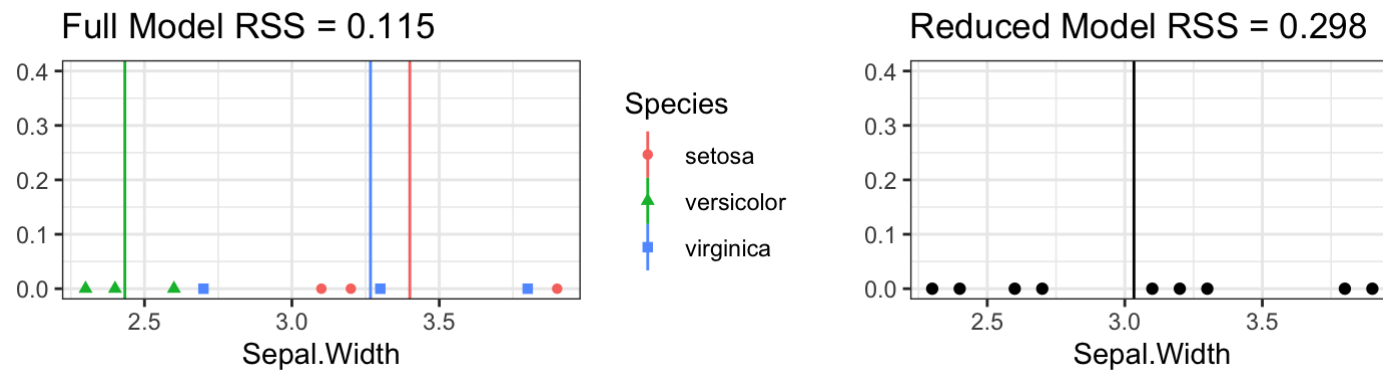 Full Model RSS = 0.115
0.4
0.3
0.2
0.1
0.0
2.5 3.0 3.5
Sepal.Width
Species
setosa
versicolor
virginica
Reduced Model RSS = 0.298
0.4
0.3
0.2
0.1
0.0
2.5 3.0 3.5
Sepal.Width